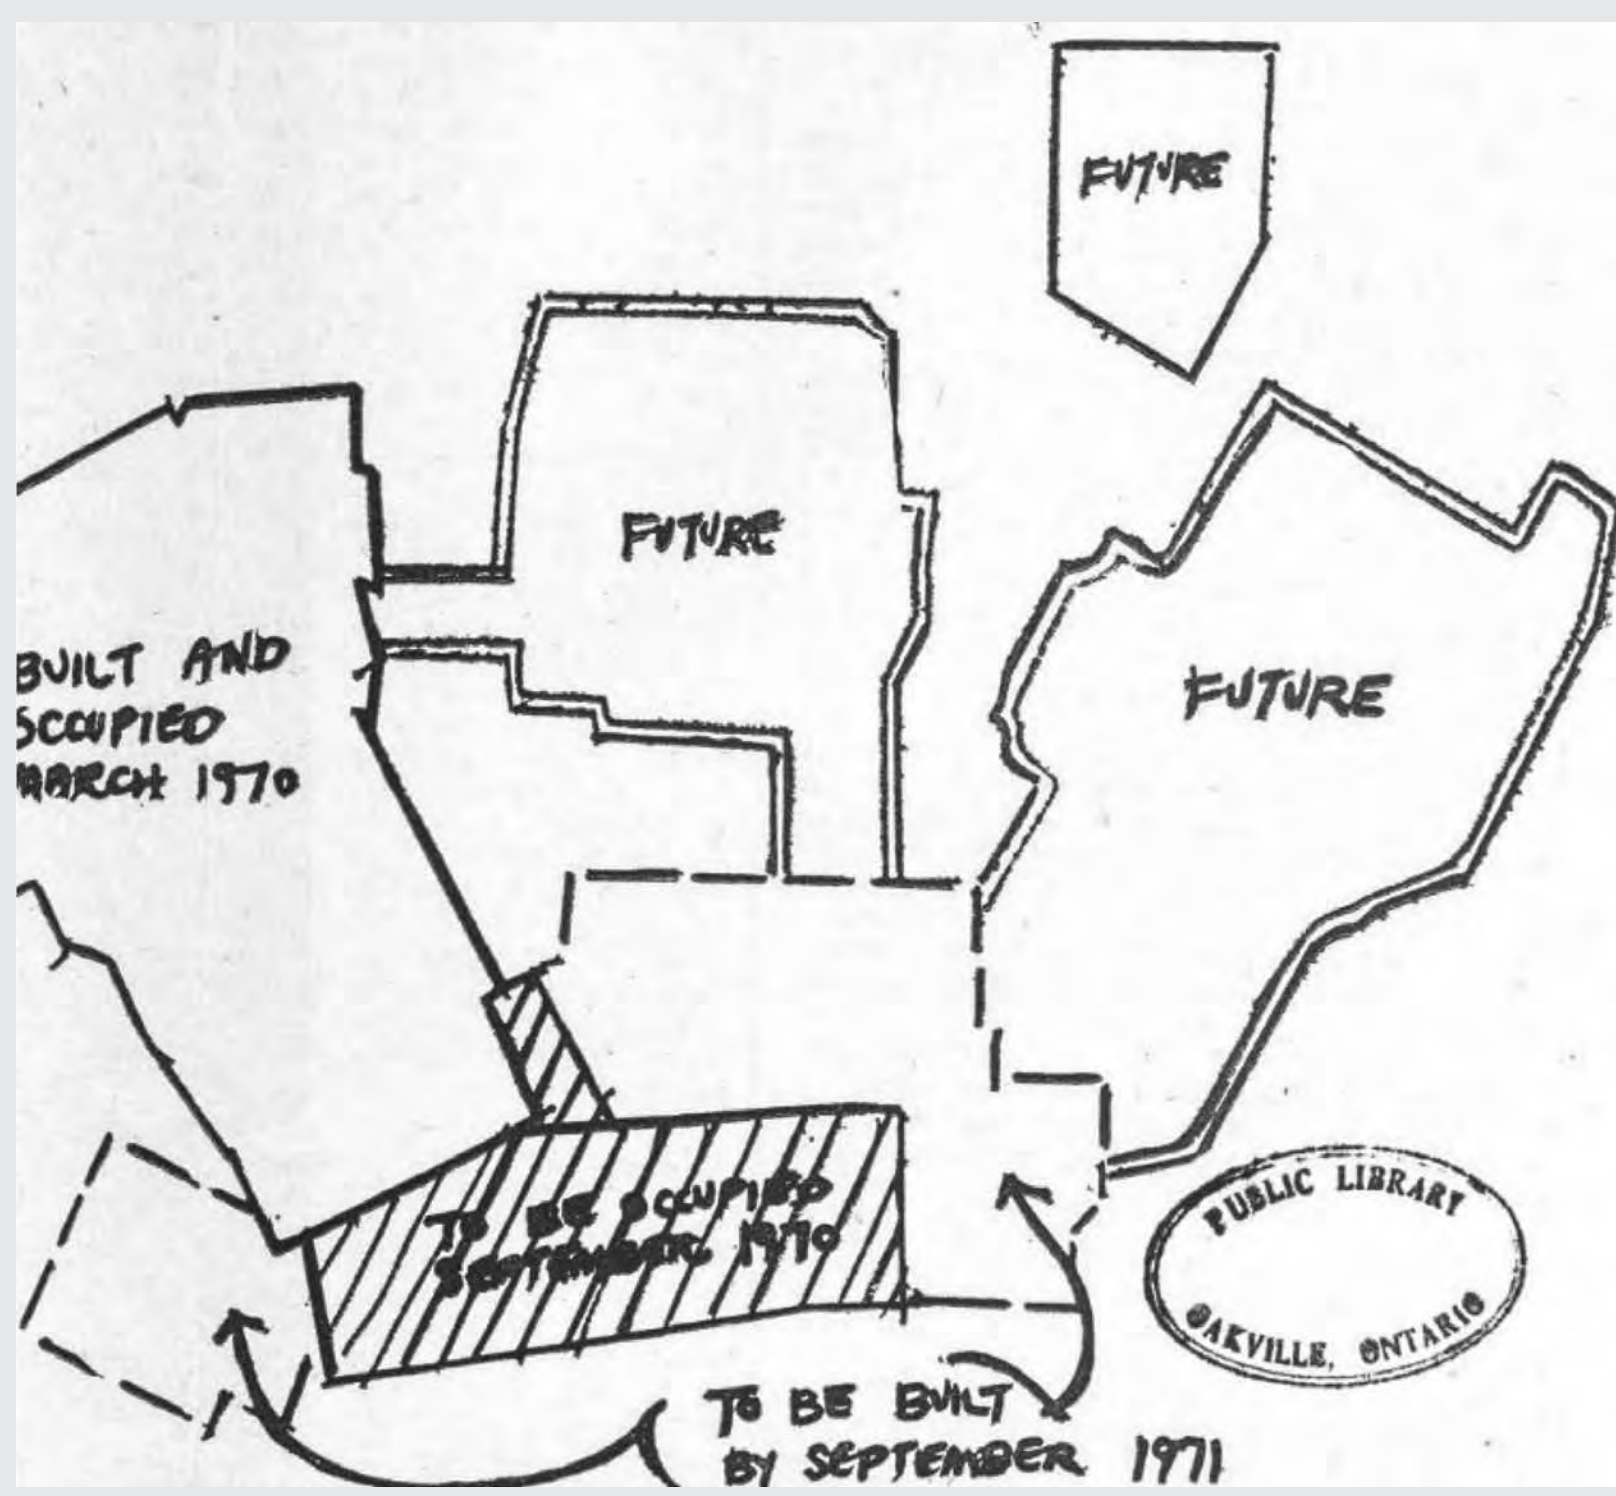 FUTURE
FUTURE
FUTURE
BUILT AND
OCCUPIED
MARCH 1970
TO BE OCCUPIED
SEPTEMBER 1970
PUBLIC LIBRARY
OAKVILLE, ONTARIO
TO BE BUILT
BY SEPTEMBER 1971